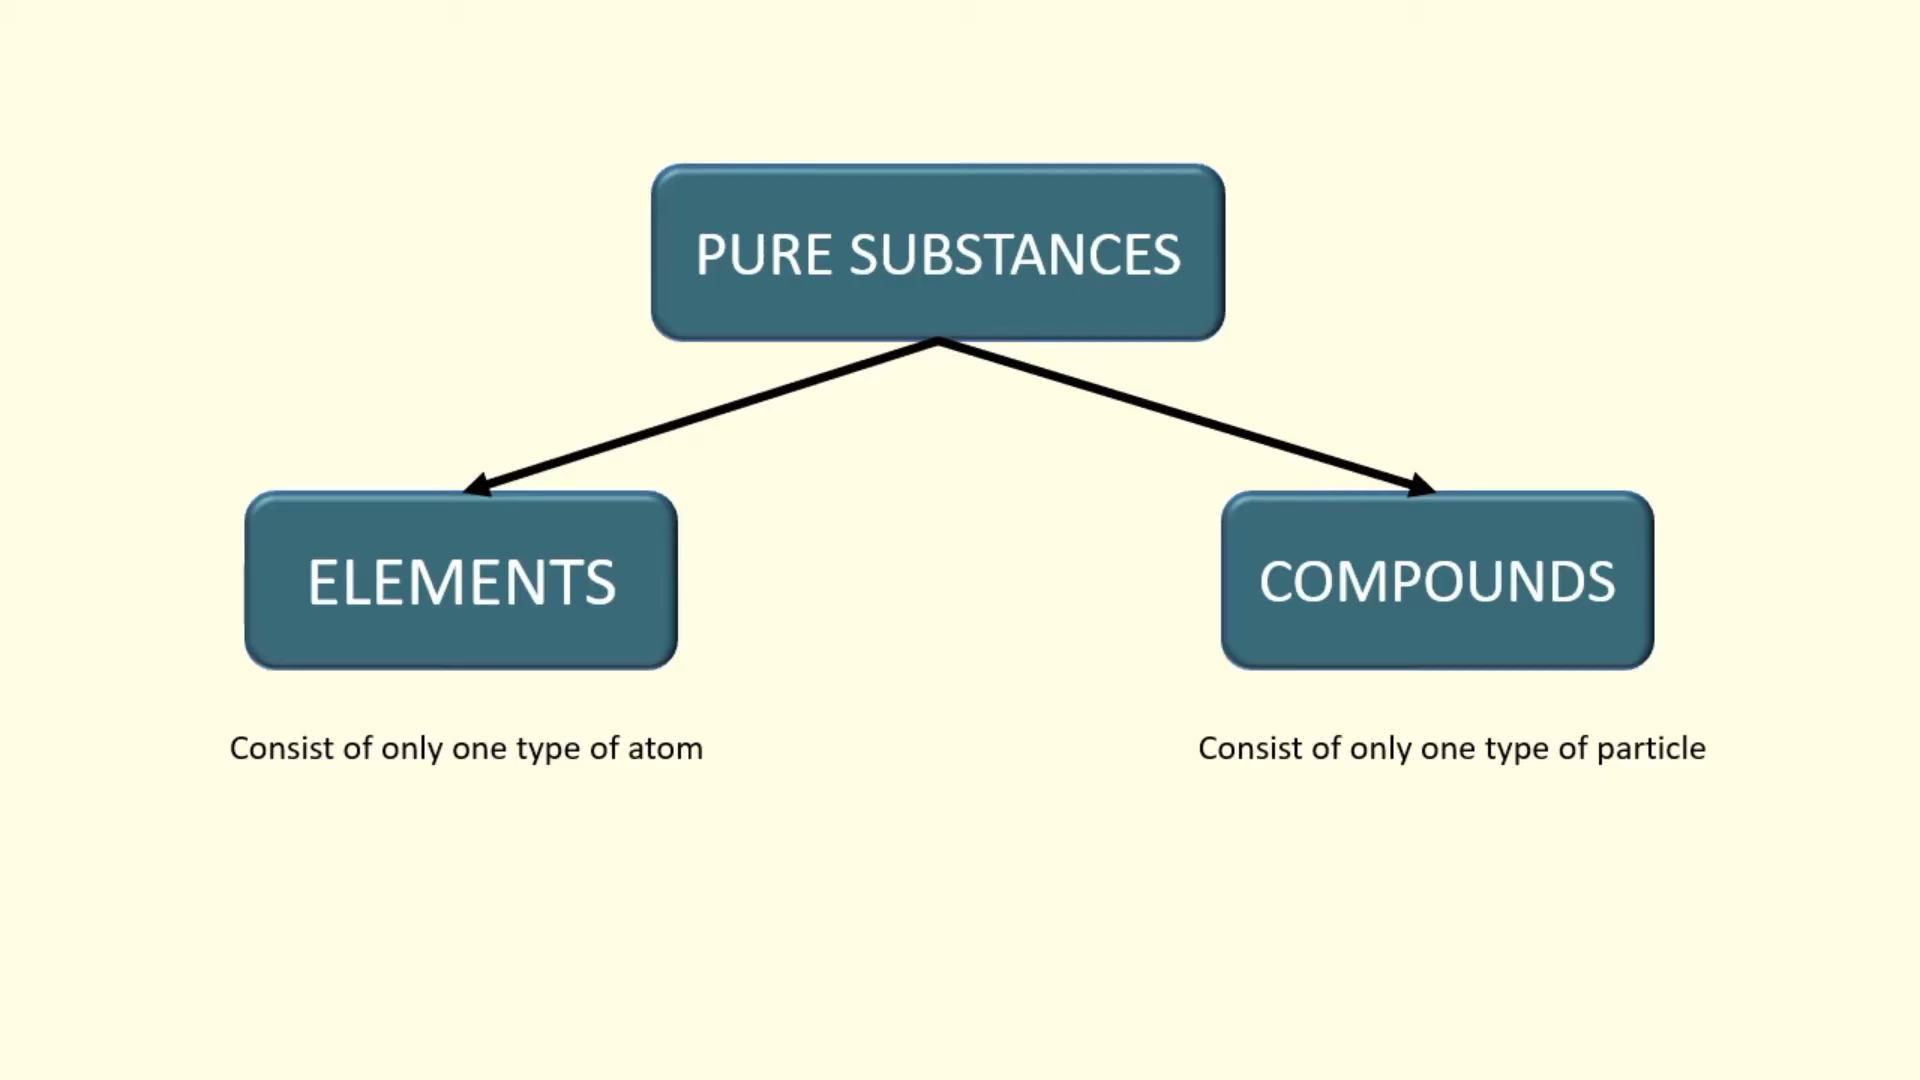 PURE SUBSTANCES
ELEMENTS
COMPOUNDS
Consist of only one type of atom
Consist of only one type of particle